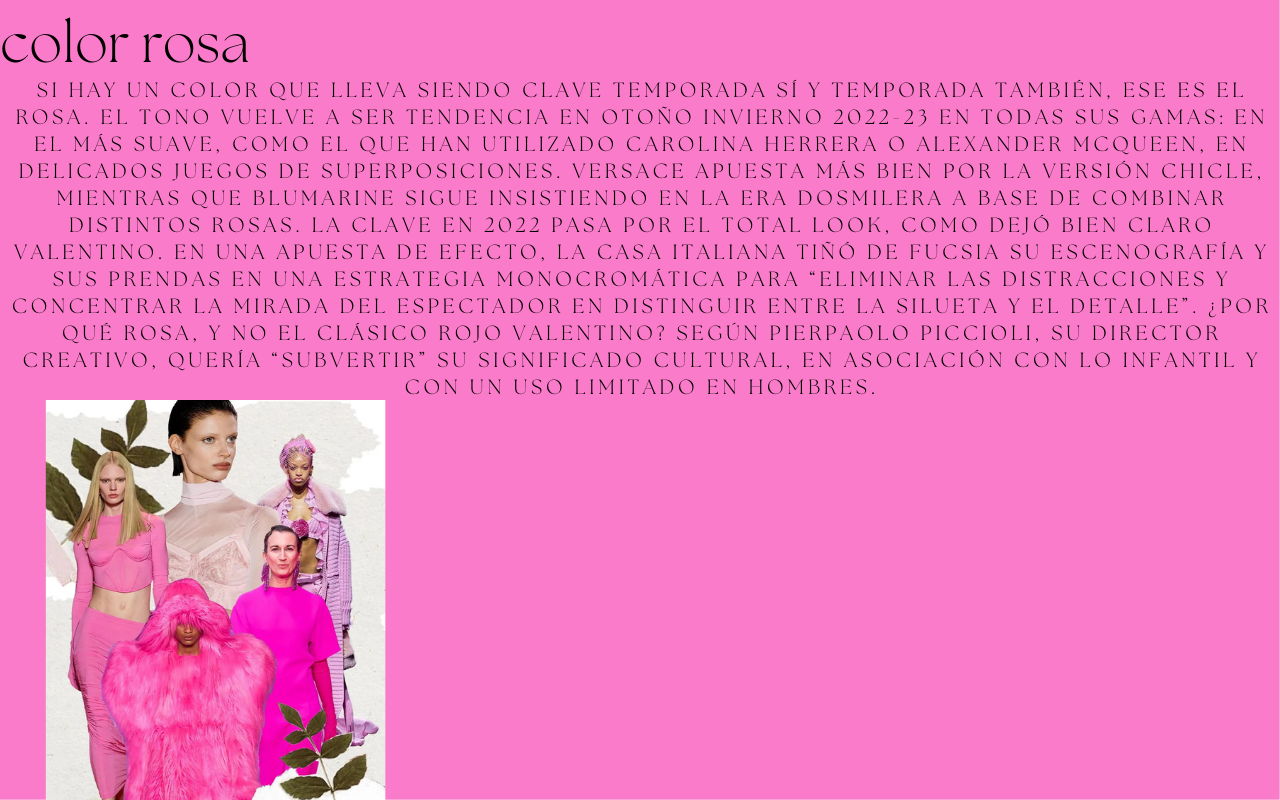 color rosa
SI HAY UN COLOR QUE LLEVA SIENDO CLAVE TEMPORADA SÍ Y TEMPORADA TAMBIÉN, ESE ES EL
ROSA. EL TONO VUELVE A SER TENDENCIA EN OTOÑO INVIERNO 2022-23 EN TODAS SUS GAMAS: EN
EL MÁS SUAVE, COMO EL QUE HAN UTILIZADO CAROLINA HERRERA O ALEXANDER MCQUEEN, EN
DELICADOS JUEGOS DE SUPERPOSICIONES. VERSACE APUESTA MÁS BIEN POR LA VERSIÓN CHICLE,
MIENTRAS QUE BLUMARINE SIGUE INSISTIENDO EN LA ERA DOSMILERA A BASE DE COMBINAR
DISTINTOS ROSAS. LA CLAVE EN 2022 PASA POR EL TOTAL LOOK, COMO DEJÓ BIEN CLARO
VALENTINO. EN UNA APUESTA DE EFECTO, LA CASA ITALIANA TIÑÓ DE FUCSIA SU ESCENOGRAFÍA Y
SUS PRENDAS EN UNA ESTRATEGIA MONOCROMÁTICA PARA “ELIMINAR LAS DISTRACCIONES Y
CONCENTRAR LA MIRADA DEL ESPECTADOR EN DISTINGUIR ENTRE LA SILUETA Y EL DETALLE”. ¿POR
QUÉ ROSA, Y NO EL CLÁSICO ROJO VALENTINO? SEGÚN PIERPAOLO PICCIOLI, SU DIRECTOR
CREATIVO, QUERÍA “SUBVERTIR” SU SIGNIFICADO CULTURAL, EN ASOCIACIÓN CON LO INFANTIL Y
CON UN USO LIMITADO EN HOMBRES.